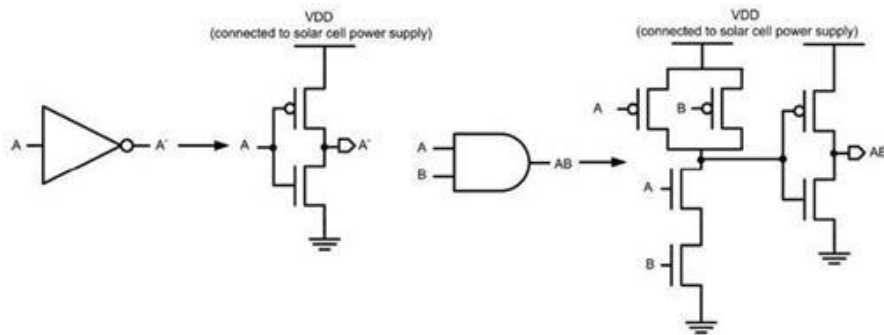 VDD
(connected to solar cell power supply)
A
A'
A
A'
VDD
(connected to solar cell power supply)
A
B
AB
A
B
A
B
AB